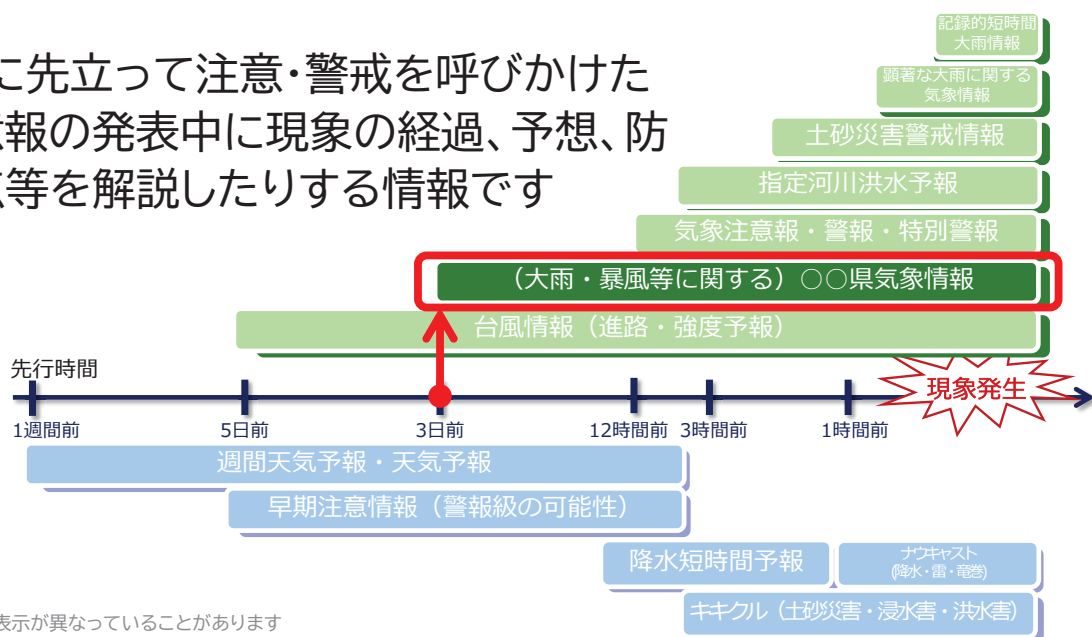 記録的短時間
大雨情報
に先立って注意・警戒を呼びかけた
顕著な大雨に関する
気象情報
報の発表中に現象の経過、予想、防
土砂災害警戒情報
等を解説したりする情報です
指定河川洪水予報
気象注意報・警報・特別警報
（大雨・暴風等に関する）○○県気象情報
台風情報（進路・強度予報）
先行時間
現象発生
1週間前 5日前 3日前 12時間前 3時間前 1時間前
週間天気予報・天気予報
早期注意情報（警報級の可能性）
降水短時間予報
ナウキャスト
(降水・雷・竜巻)
キキクル（土砂災害・浸水害・洪水害）
表示が異なっていることがあります